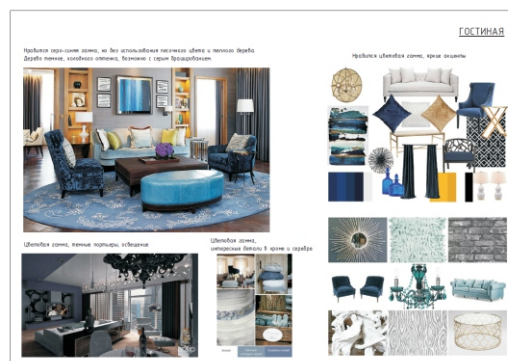 ГОСТИНАЯ
Нравится серо-синяя гамма, но без использования песочного цвета и теплого дерева.
Дерево темное, холодного оттенка, возможно с серым брашированием.
Нравится цветовая гамма, яркие акценты
Цветовая гамма, темные портьеры, освещение
Цветовая гамма,
интересные детали в хроме и серебре